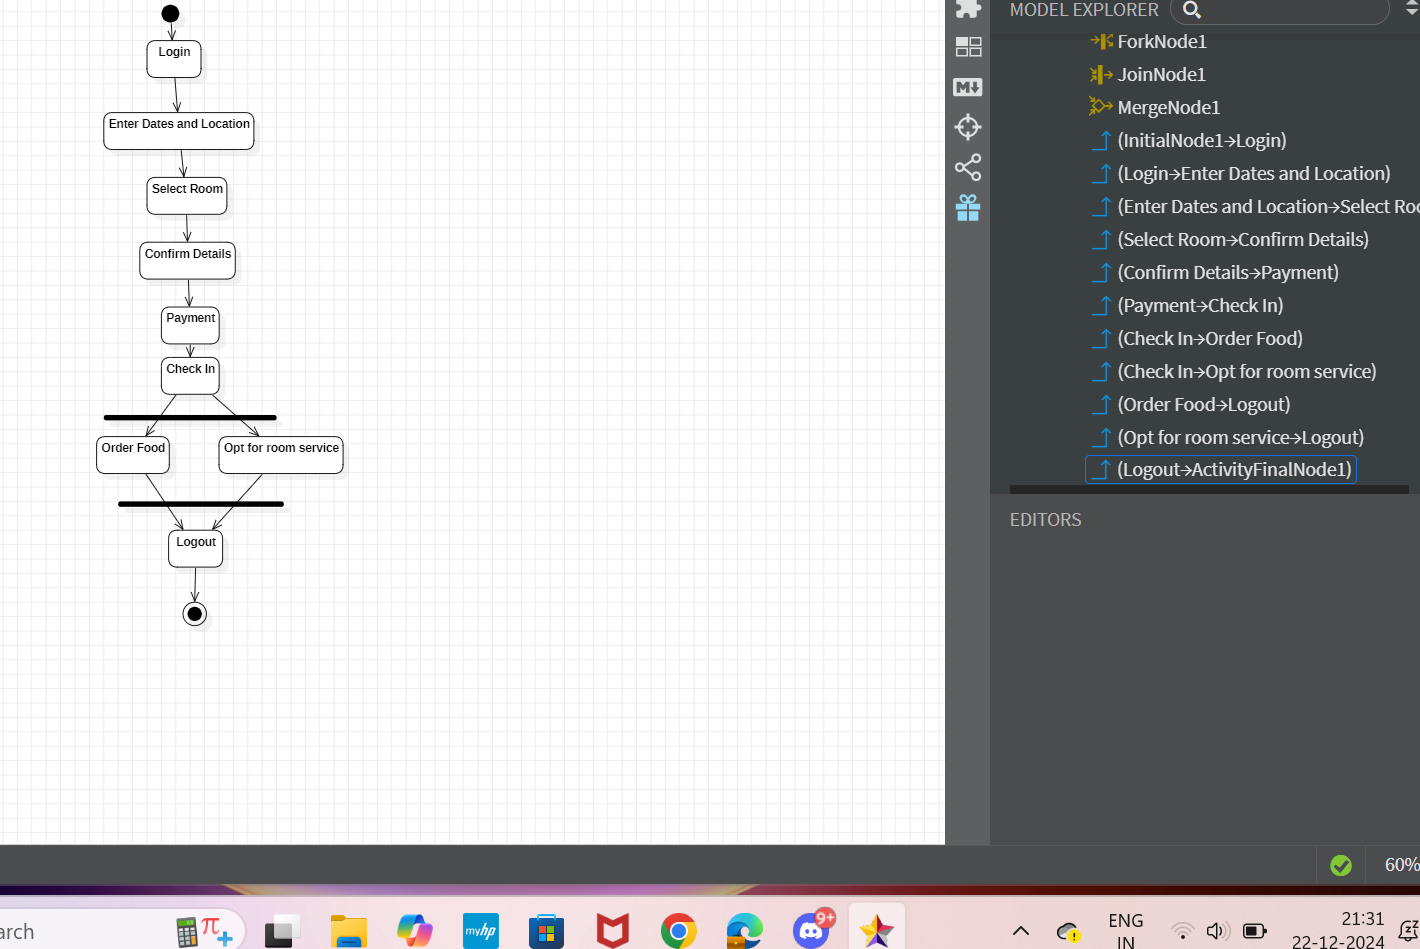 Login
Enter Dates and Location
Select Room
Confirm Details
Payment
Check In
Order Food
Opt for room service
Logout
MODEL EXPLORER
ForkNode1
JoinNode1
MergeNode1
(InitialNode1→Login)
(Login→Enter Dates and Location)
(Enter Dates and Location→Select Roo
(Select Room→Confirm Details)
(Confirm Details→Payment)
(Payment→Check In)
(Check In→Order Food)
(Check In→Opt for room service)
(Order Food→Logout)
(Opt for room service→Logout)
(Logout→ActivityFinalNode1)
EDITORS
M
60%
arch
π
myhp
9+
ENG
IN
21:31
22-12-2024